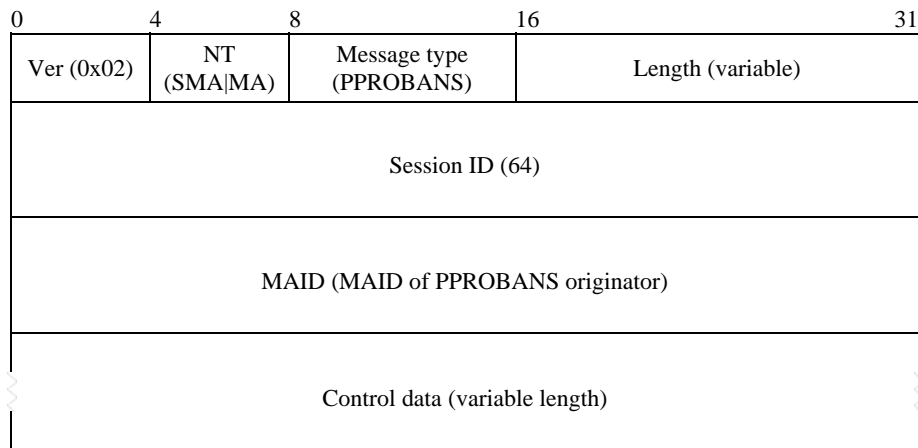 0 4 8 16 31
Ver (0x02)
NT
(SMA|MA)
Message type
(PPROBANS)
Length (variable)
Session ID (64)
MAID (MAID of PPROBANS originator)
Control data (variable length)